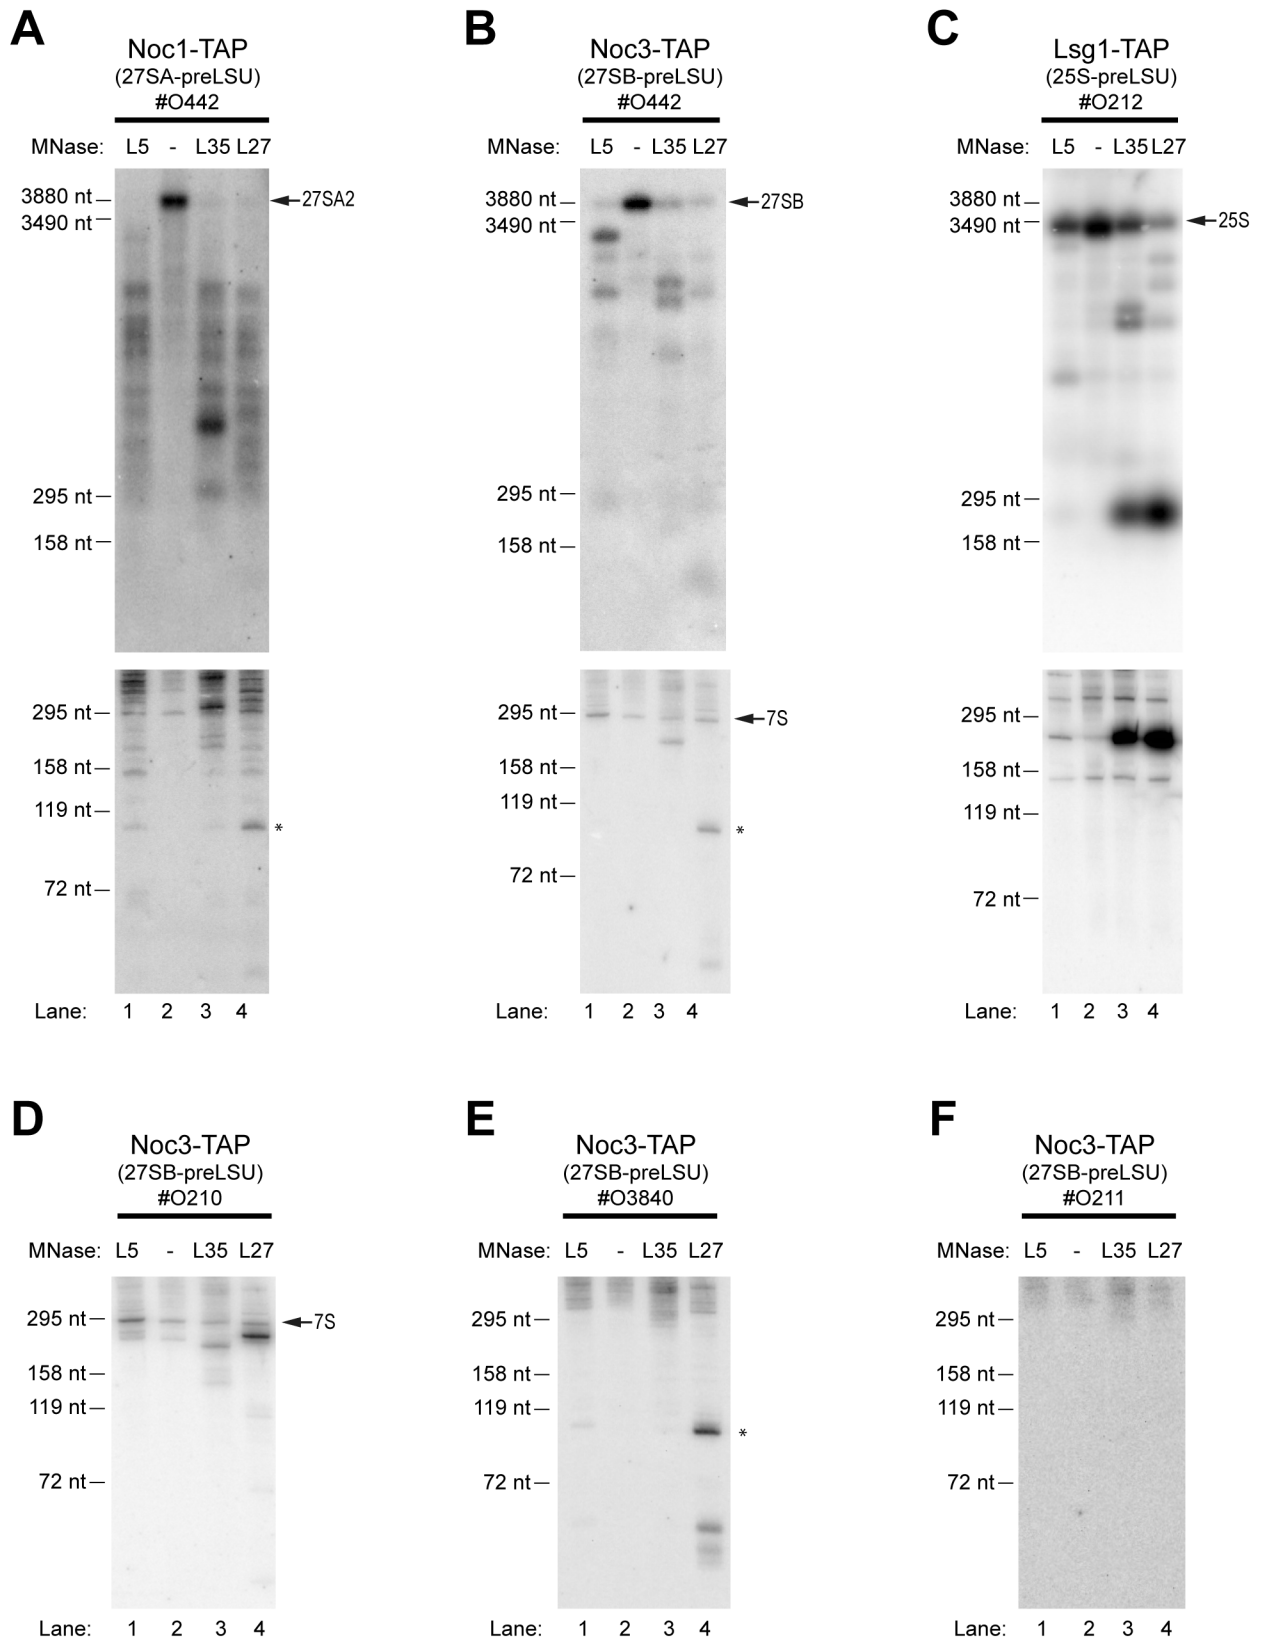 A
Noc1-TAP
(27SA-preLSU)
#O442
MNase: L5 - L35 L27
3880 nt
3490 nt
27SA2
295 nt
158 nt
295 nt
158 nt
119 nt
*
72 nt
Lane: 1 2 3 4
B
Noc3-TAP
(27SB-preLSU)
#O442
MNase: L5 - L35 L27
3880 nt
27SB
3490 nt
295 nt
158 nt
295 nt
7S
158 nt
119 nt
*
72 nt
Lane: 1 2 3 4
C
Lsg1-TAP
(25S-preLSU)
#O212
MNase: L5 - L35 L27
3880 nt
3490 nt
25S
295 nt
158 nt
295 nt
158 nt
119 nt
72 nt
Lane: 1 2 3 4
D
Noc3-TAP
(27SB-preLSU)
#O210
MNase: L5 - L35 L27
295 nt
7S
158 nt
119 nt
72 nt
Lane: 1 2 3 4
E
Noc3-TAP
(27SB-preLSU)
#O3840
MNase: L5 - L35 L27
295 nt
158 nt
119 nt
*
72 nt
Lane: 1 2 3 4
F
Noc3-TAP
(27SB-preLSU)
#O211
MNase: L5 - L35 L27
295 nt
158 nt
119 nt
72 nt
Lane: 1 2 3 4